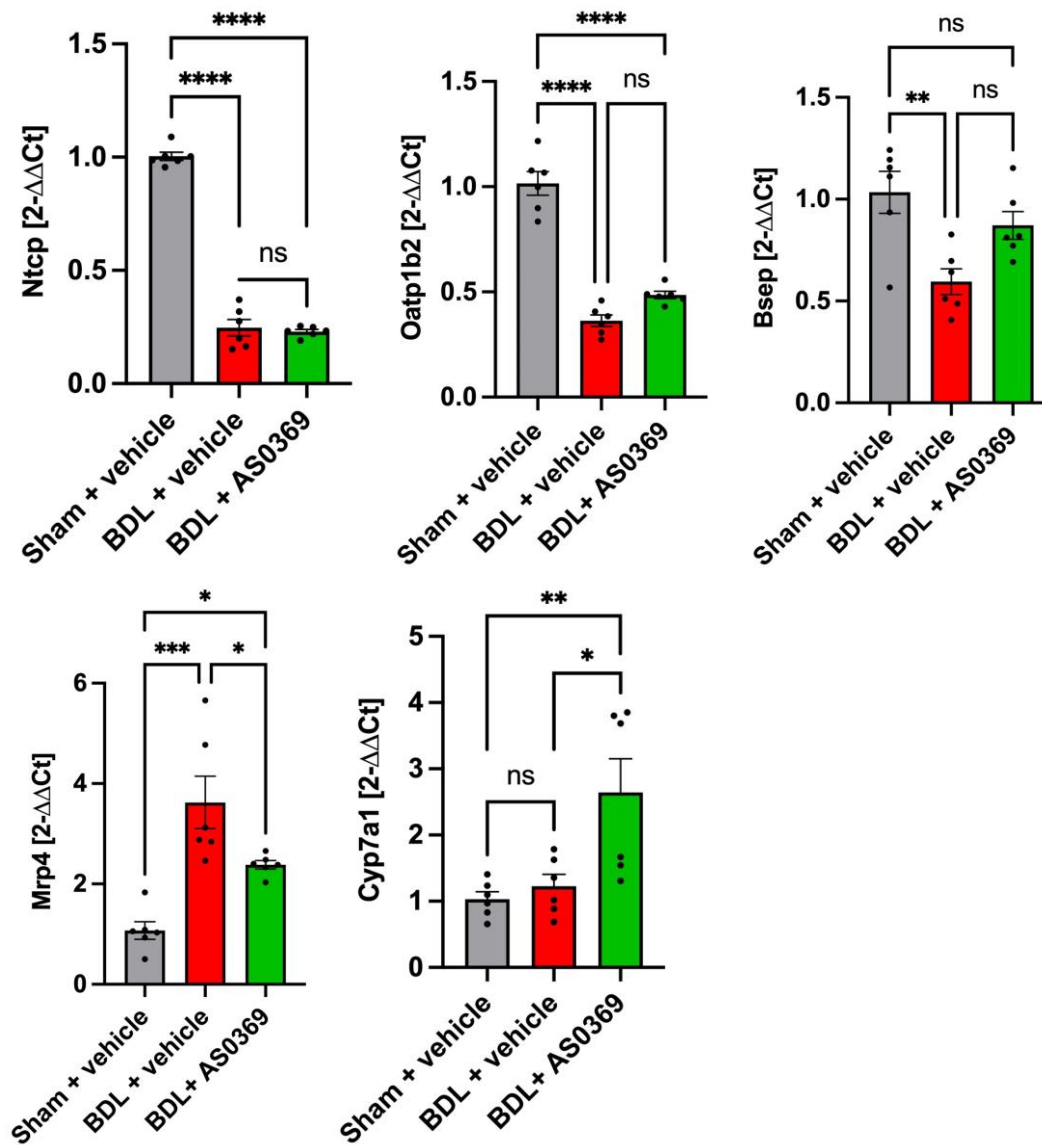 ****
****
ns
1.5
1.0
0.5
0.0
Ntcp [2-ΔΔCt]
Sham + vehicle
BDL + vehicle
BDL + AS0369
****
****
ns
1.5
1.0
0.5
0.0
Oatp1b2 [2-ΔΔCt]
Sham + vehicle
BDL + vehicle
BDL+ AS0369
ns
**
ns
1.5
1.0
0.5
0.0
Bsep [2-ΔΔCt]
Sham + vehicle
BDL + vehicle
BDL + AS0369
*
***
*
6
4
2
0
Mrp4 [2-ΔΔCt]
Sham + vehicle
BDL + vehicle
BDL+ AS0369
**
*
ns
5
4
3
2
1
0
Cyp7a1 [2-ΔΔCt]
Sham + vehicle
BDL + vehicle
BDL+ AS0369